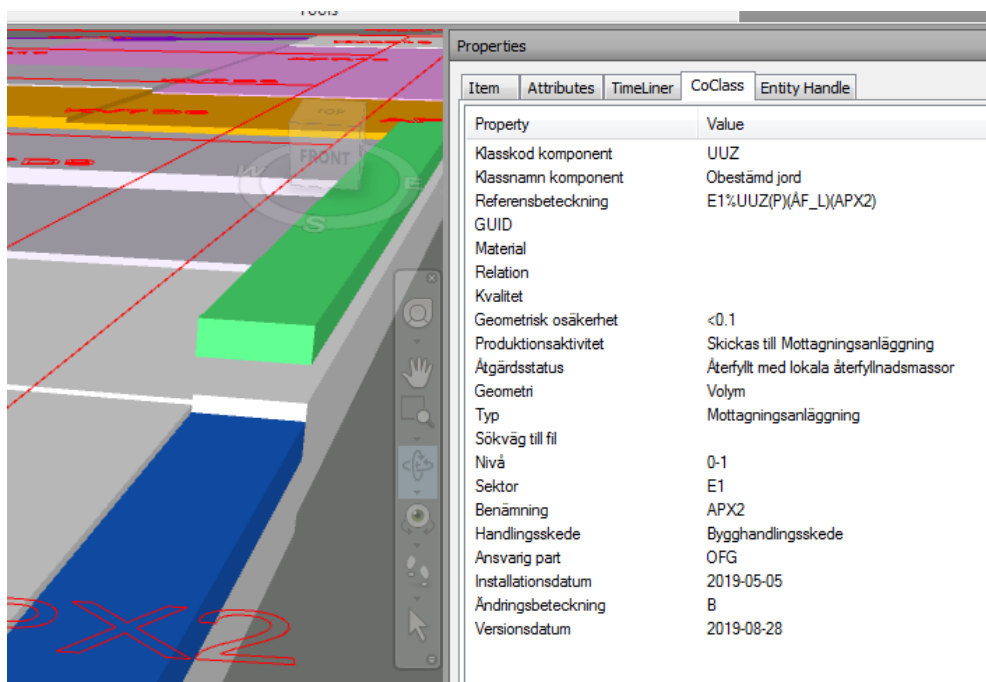 Tools
Properties
Item Attributes TimeLiner CoClass Entity Handle
Property Value
Klasskod komponent UUZ
Klassnamn komponent Obestämd jord
Referensbeteckning E1%UUZ(P)(ÅF_L)(APX2)
GUID
Material
Relation
Kvalitet
Geometrisk osäkerhet <0.1
Produktionsaktivitet Skickas till Mottagningsanläggning
Åtgärdsstatus Återfyllt med lokala återfyllnadsmassor
Geometri Volym
Typ Mottagningsanläggning
Sökväg till fil
Nivå 0-1
Sektor E1
Benämning APX2
Handlingsskede Bygghandlingsskede
Ansvarig part OFG
Installationsdatum 2019-05-05
Ändringsbeteckning B
Versionsdatum 2019-08-28
TOP
FRONT
W
E
S
PX2